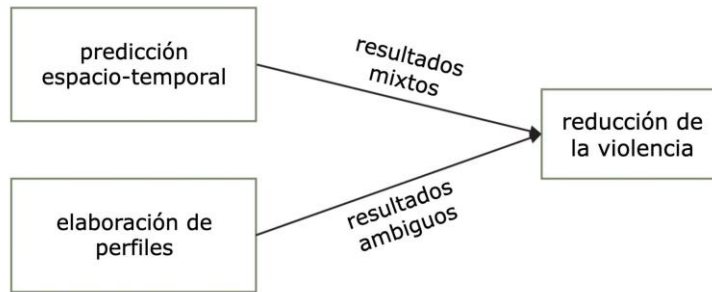 predicción
espacio-temporal
resultados
mixtos
reducción de
la violencia
elaboración de
perfiles
resultados
ambiguos